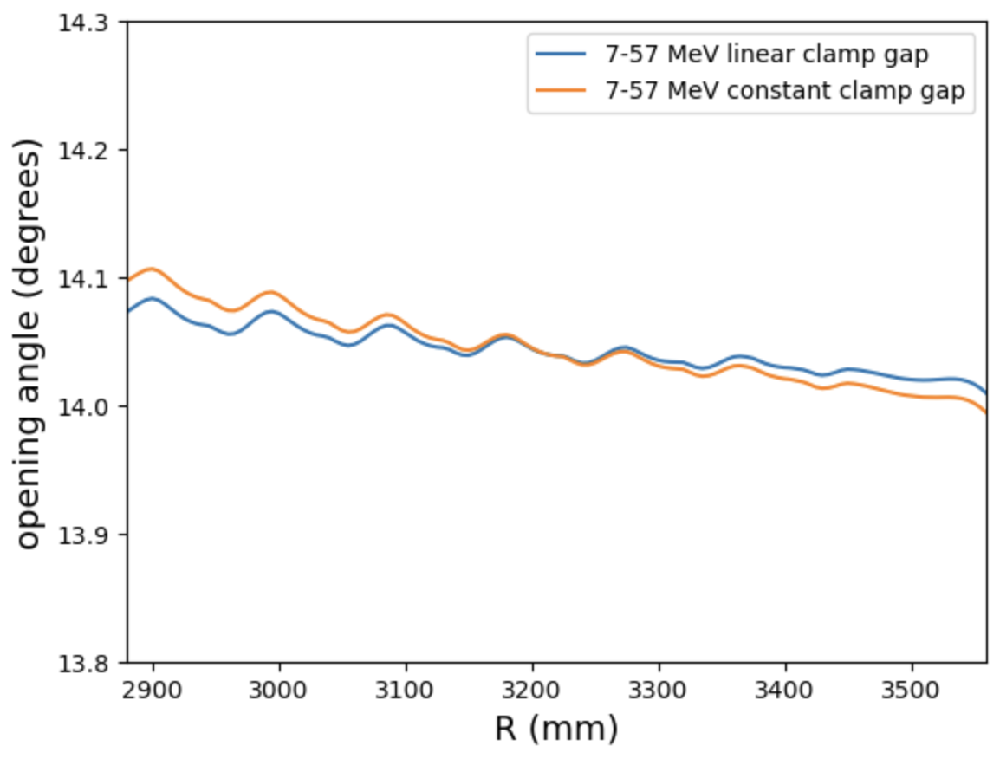 14.3
14.2
14.1
14.0
13.9
13.8
opening angle (degrees)
7-57 MeV linear clamp gap
7-57 MeV constant clamp gap
2900 3000 3100 3200 3300 3400 3500
R (mm)